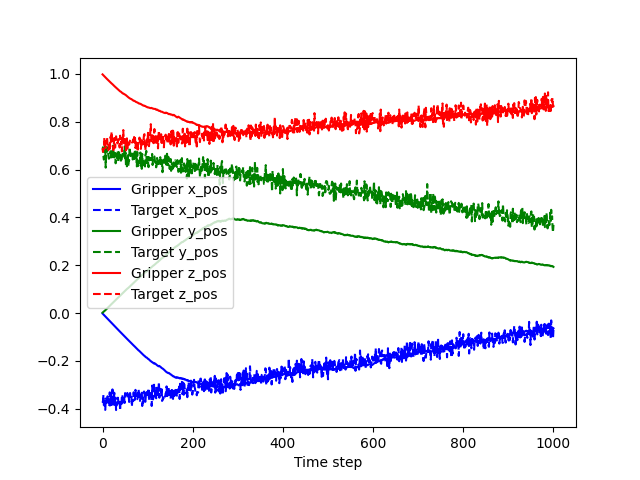 1.0
0.8
0.6
0.4
0.2
0.0
−0.2
−0.4
Gripper x_pos
Target x_pos
Gripper y_pos
Target y_pos
Gripper z_pos
Target z_pos
0 200 400 600 800 1000
Time step